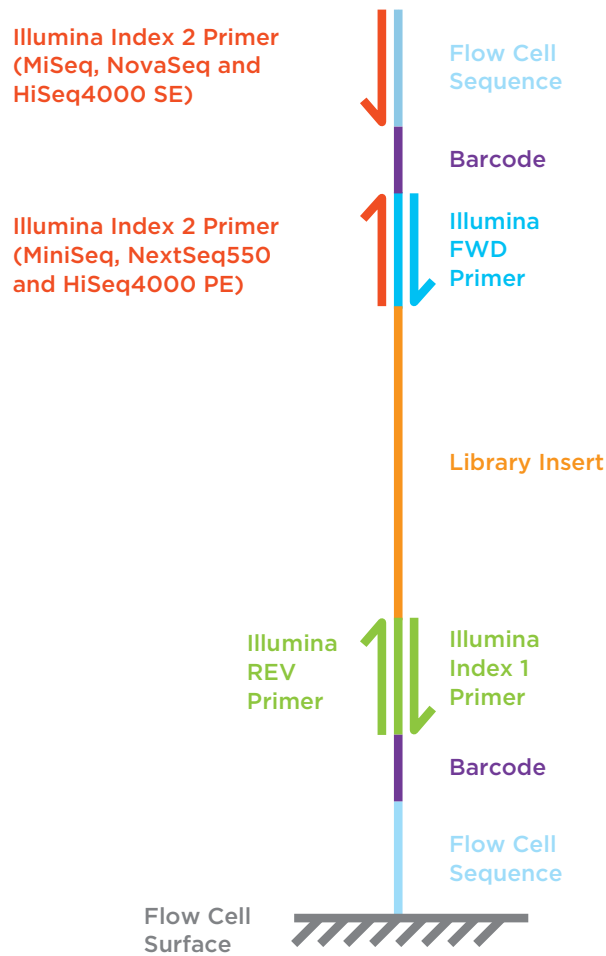 Illumina Index 2 Primer
(MiSeq, NovaSeq and
HiSeq4000 SE)
Flow Cell
Sequence
Barcode
Illumina Index 2 Primer
(MiniSeq, NextSeq550
and HiSeq4000 PE)
Illumina
FWD
Primer
Library Insert
Illumina
REV
Primer
Illumina
Index 1
Primer
Barcode
Flow Cell
Sequence
Flow Cell
Surface